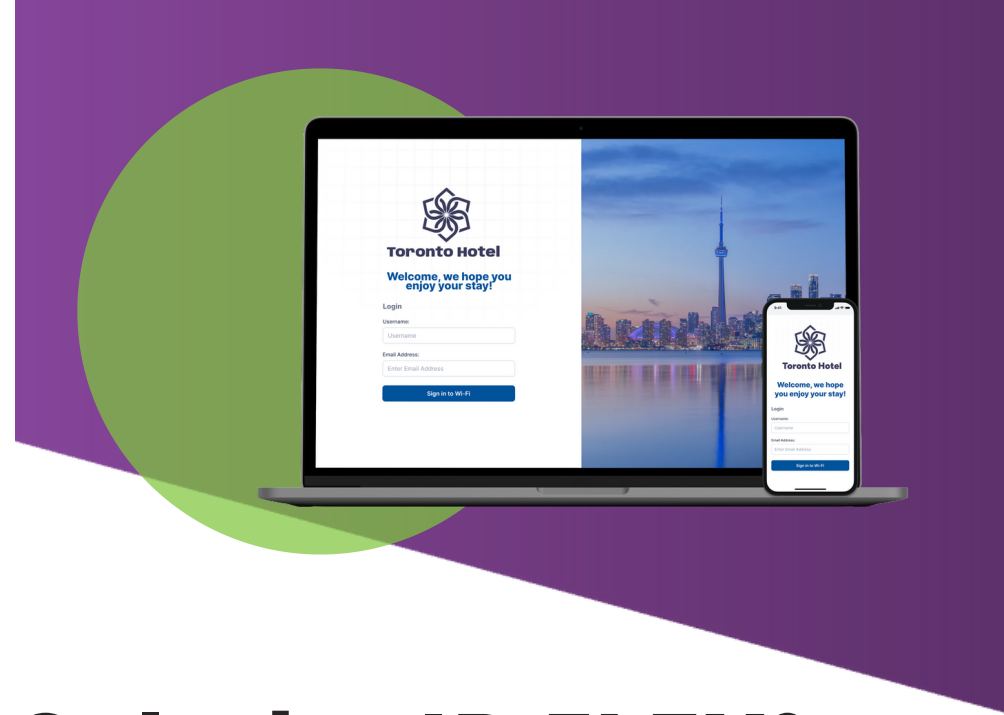 Toronto Hotel
Welcome, we hope you
enjoy your stay!
Login
Username:
Username
Email Address:
Enter Email Address
Sign in to Wi-Fi
9:41
Toronto Hotel
Welcome, we hope
you enjoy your stay!
Login
Username:
Username
Email Address:
Enter Email Address
Sign in to Wi-Fi